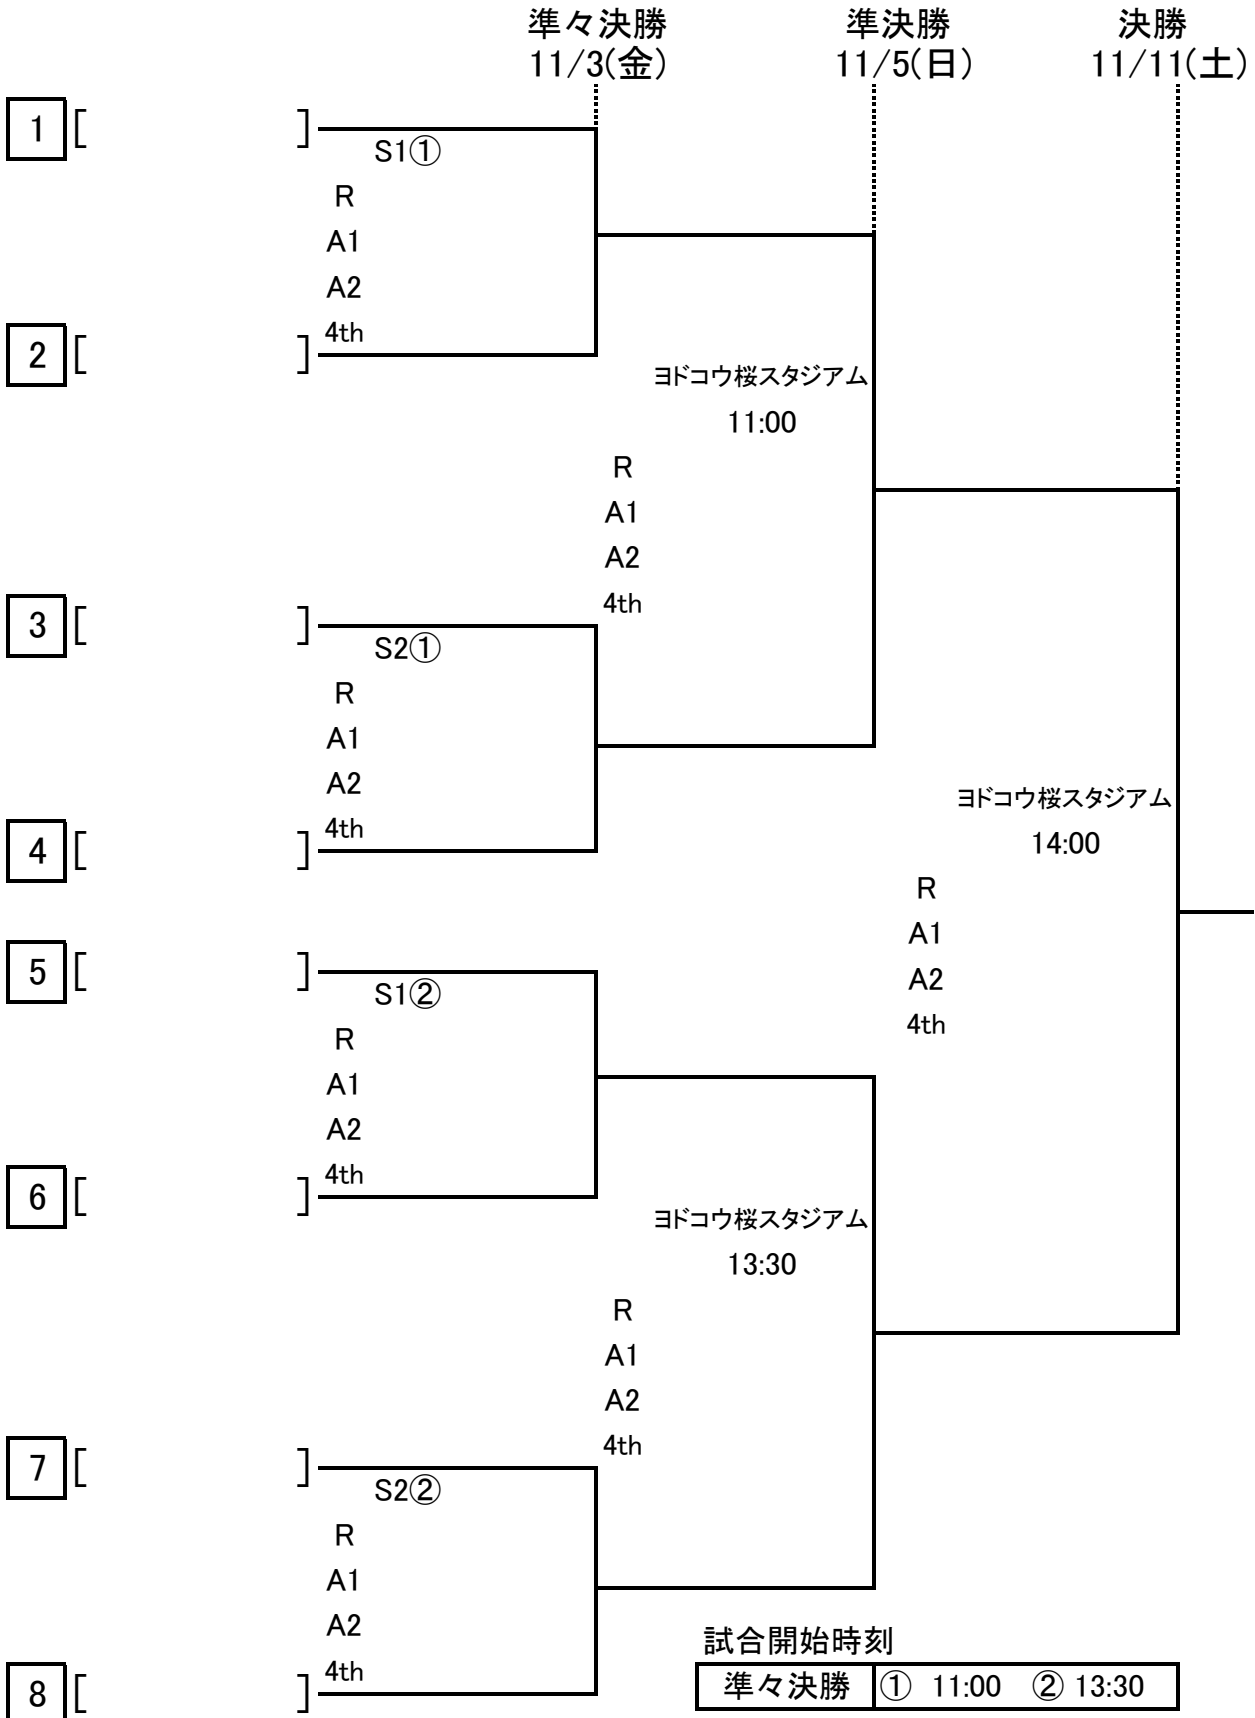 準々決勝 準決勝 決勝
11/3(金) 11/5(日) 11/11(土)
1 [ ]
S1①
R
A1
A2
4th
2 [ ]
ヨドコウ桜スタジアム
11:00
R
A1
A2
4th
3 [ ]
S2①
R
A1
A2
4th
4 [ ]
ヨドコウ桜スタジアム
14:00
R
A1
A2
4th
5 [ ]
S1②
R
A1
A2
4th
6 [ ]
ヨドコウ桜スタジアム
13:30
R
A1
A2
4th
7 [ ]
S2②
R
A1
A2
4th
8 [ ]
試合開始時刻
準々決勝 ① 11:00 ② 13:30